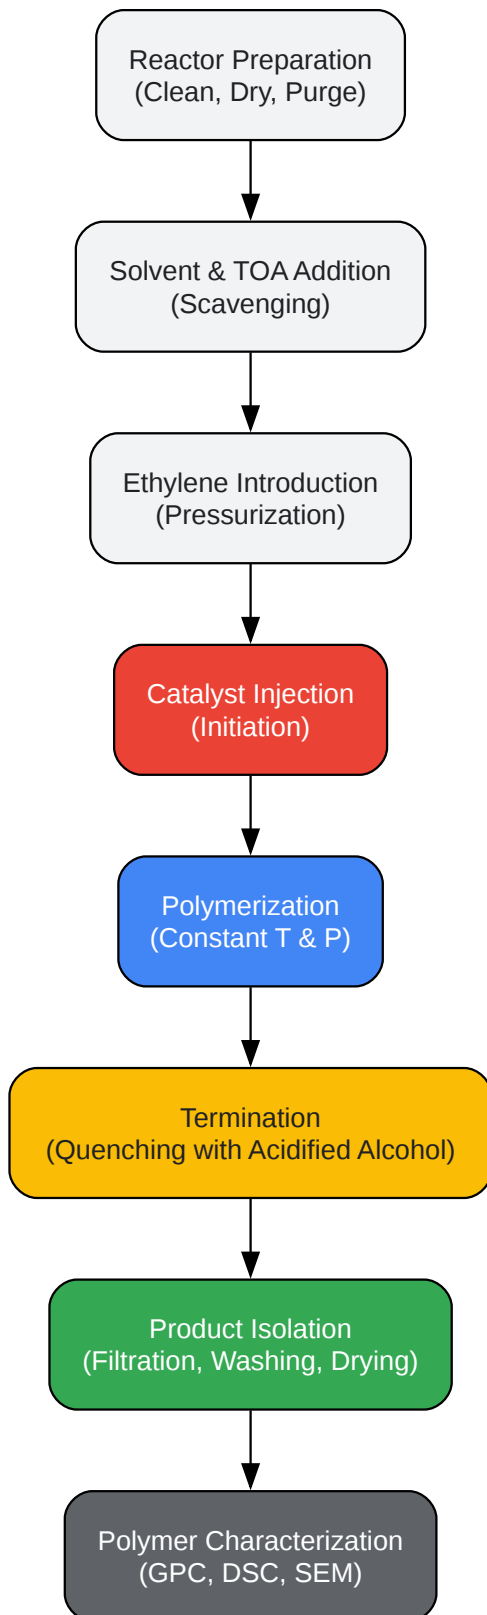 Reactor Preparation
(Clean, Dry, Purge)
Solvent & TOA Addition
(Scavenging)
Ethylene Introduction
(Pressurization)
Catalyst Injection
(Initiation)
Polymerization
(Constant T & P)
Termination
(Quenching with Acidified Alcohol)
Product Isolation
(Filtration, Washing, Drying)
Polymer Characterization
(GPC, DSC, SEM)